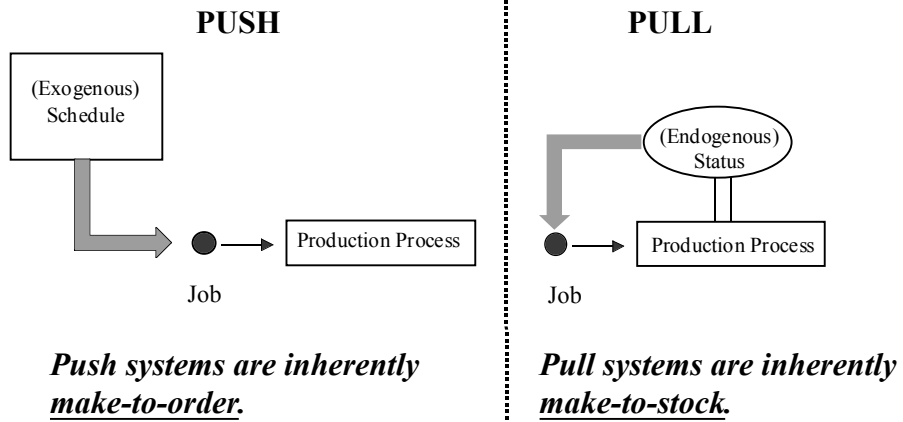 PUSH
(Exogenous)
Schedule
Production Process
Job
Push systems are inherently
make-to-order.
PULL
(Endogenous)
Status
Production Process
Job
Pull systems are inherently
make-to-stock.